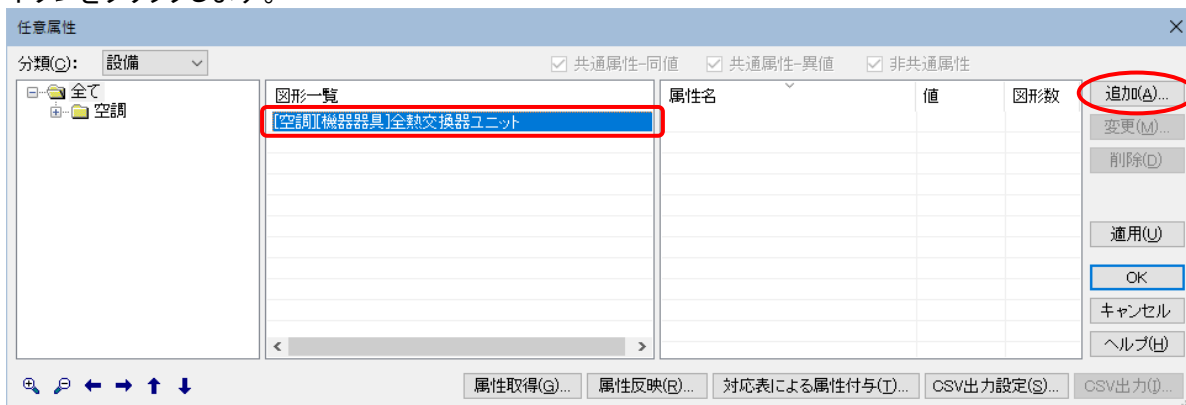 任意属性
分類(C): 設備
共通属性-同値 共通属性-異値 非共通属性
全て
空調
図形一覧
[空調][機器器具]全熱交換器ユニット
属性名 値 図形数
追加(A)...
変更(M)...
削除(D)
適用(U)
OK
キャンセル
ヘルプ(H)
属性取得(G)... 属性反映(R)... 対応表による属性付与(T)... CSV出力設定(S)... CSV出力(I)...